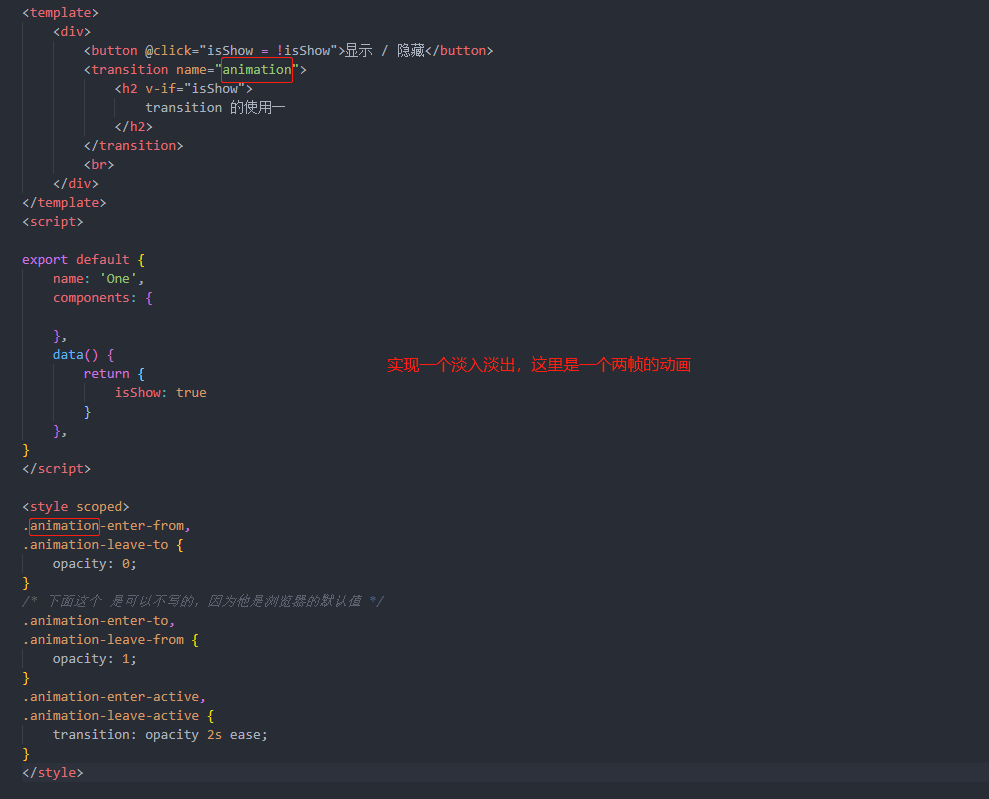 <template>
<div>
<button @click="isShow = !isShow">显示 / 隐藏</button>
<transition name="animation">
<h2 v-if="isShow">
transition 的使用一
</h2>
</transition>
<br>
</div>
</template>
<script>
export default {
name: 'One',
components: {
},
data() {
实现一个淡入淡出，这里是一个两帧的动画
return {
isShow: true
}
},
}
</script>
<style scoped>
.animation-enter-from,
.animation-leave-to {
opacity: 0;
}
/* 下面这个 是可以不写的，因为他是浏览器的默认值 */
.animation-enter-to,
.animation-leave-from {
opacity: 1;
}
.animation-enter-active,
.animation-leave-active {
transition: opacity 2s ease;
}
</style>